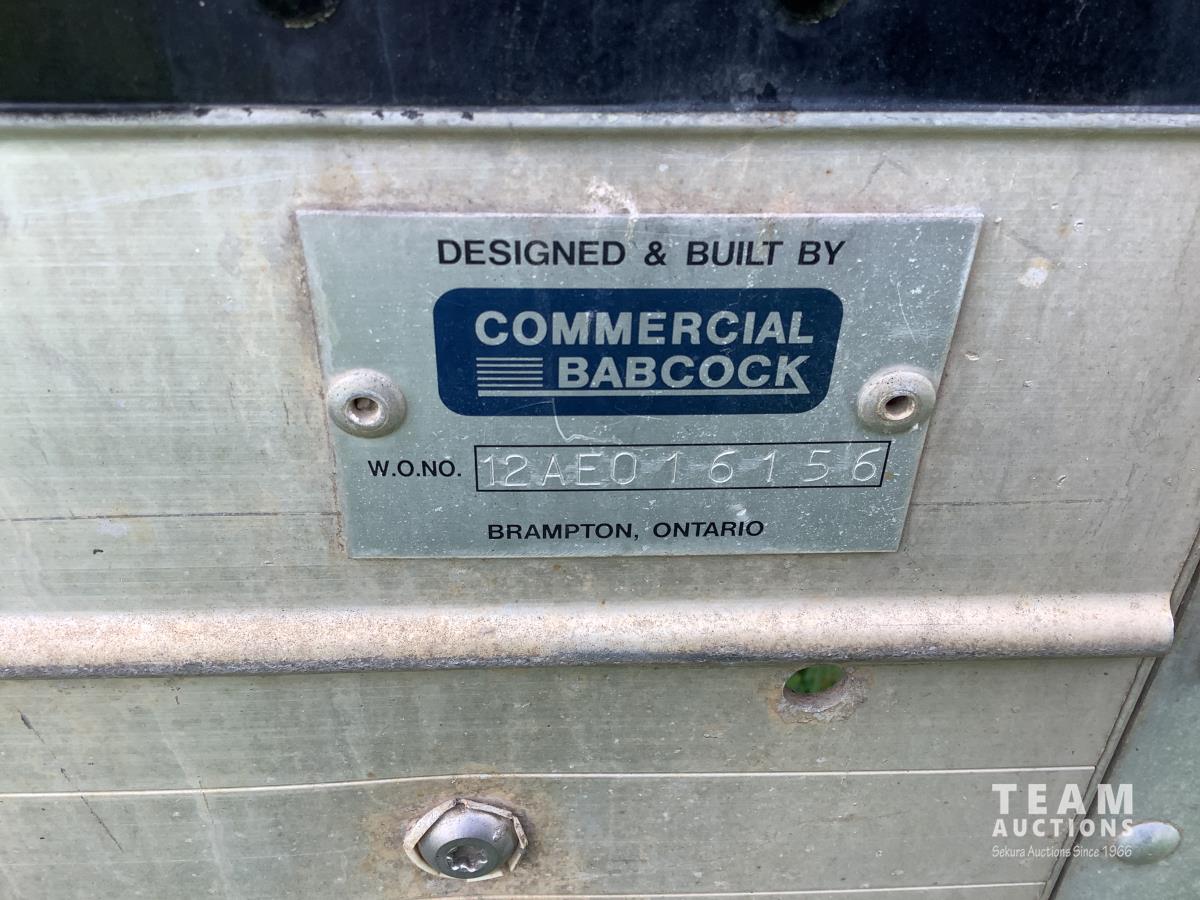 DESIGNED & BUILT BY
COMMERCIAL
BABCOCK
W.O.NO. 12AE016156
BRAMPTON, ONTARIO
TEAM
AUCTIONS
Sekura Auctions Since 1966